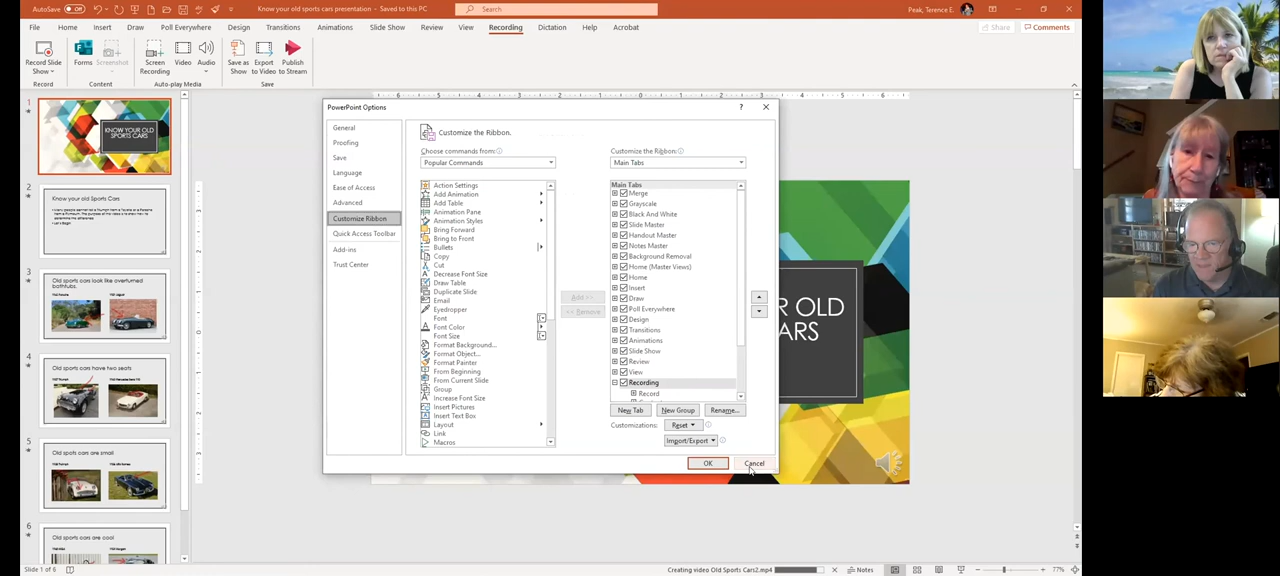 AutoSave Off Know your old sports cars presentation - Saved to this PC Search Peak, Terence E.
File Home Insert Draw Poll Everywhere Design Transitions Animations Slide Show Review View Recording Dictation Help Acrobat Share Comments
Record Slide Show Forms Screenshot Screen Recording Video Audio Save as Show Export to Video Publish to Stream
Record Content Auto-play Media Save
1
KNOW YOUR OLD SPORTS CARS
2
Know your old Sports Cars
3
Old sports cars look like overturned bathtubs.
4
Old sports cars have two seats
5
Old sports cars are small
6
Old sports cars are cool
PowerPoint Options ?
General
Proofing
Save
Language
Ease of Access
Advanced
Customize Ribbon
Quick Access Toolbar
Add-ins
Trust Center
Customize the Ribbon.
Choose commands from:
Popular Commands
Action Settings
Add Animation
Add Table
Animation Pane
Animation Styles
Bring Forward
Bring to Front
Bullets
Copy
Cut
Decrease Font Size
Draw Table
Duplicate Slide
Email
Eyedropper
Font
Font Color
Font Size
Format Background...
Format Object...
Format Painter
From Beginning
From Current Slide
Group
Increase Font Size
Insert Pictures
Insert Text Box
Layout
Link
Macros
Add >>
<< Remove
Customize the Ribbon:
Main Tabs
Main Tabs
Merge
Grayscale
Black And White
Slide Master
Handout Master
Notes Master
Background Removal
Home (Master Views)
Home
Insert
Draw
Poll Everywhere
Design
Transitions
Animations
Slide Show
Review
View
Recording
Record
New Tab New Group Rename...
Customizations: Reset
Import/Export
OK Cancel
R OLD
ARS
Slide 1 of 6 Creating video Old Sports Cars2.mp4 Notes 77%